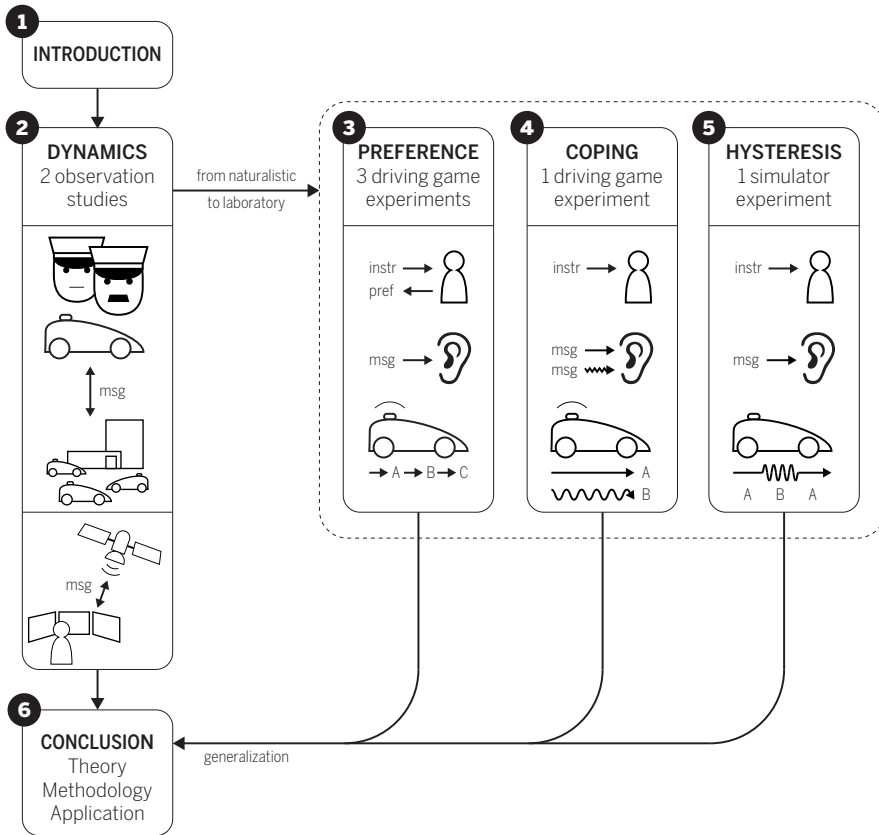 1
INTRODUCTION
2
DYNAMICS
2 observation
studies
msg
msg
from naturalistic
to laboratory
3
PREFERENCE
3 driving game
experiments
instr
pref
msg
A B C
4
COPING
1 driving game
experiment
instr
msg
msg
A
B
5
HYSTERESIS
1 simulator
experiment
instr
msg
A B A
6
CONCLUSION
Theory
Methodology
Application
generalization